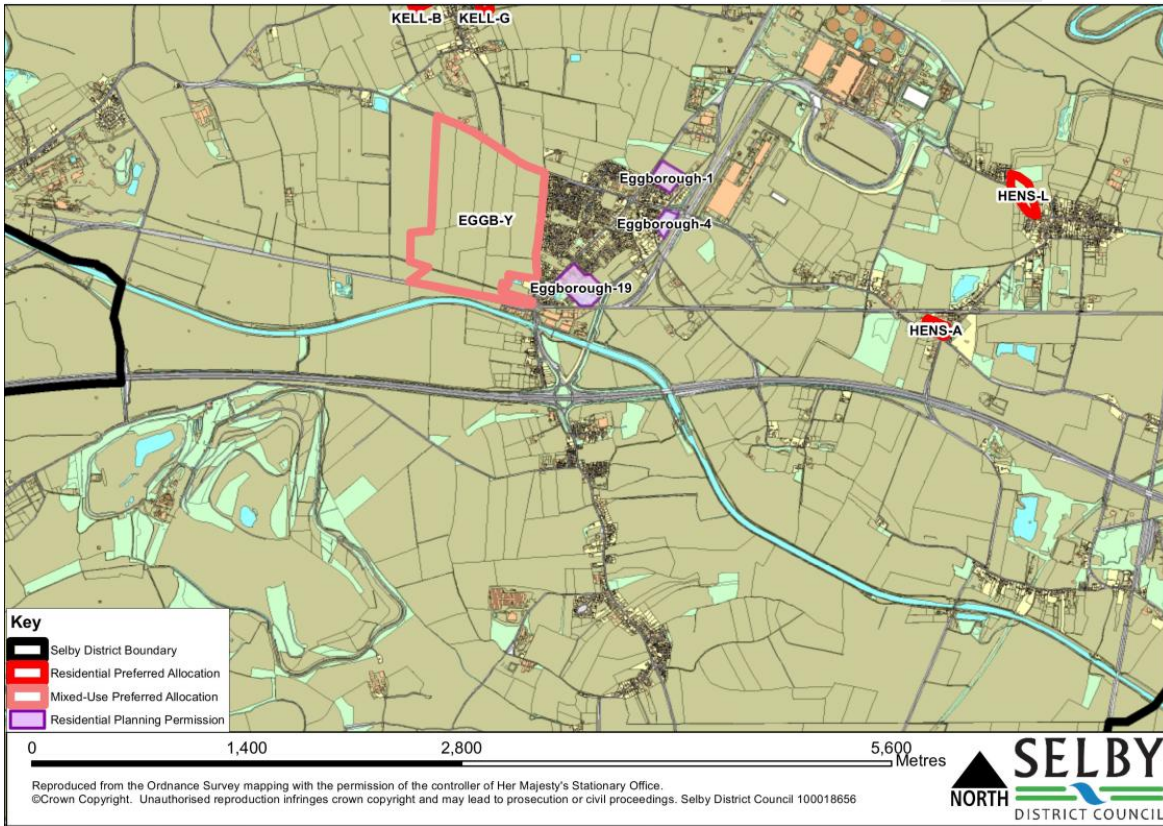 KELL-B
KELL-G
Eggborough-1
HENS-L
EGGB-Y
Eggborough-4
Eggborough-19
HENS-A
Key
Selby District Boundary
Residential Preferred Allocation
Mixed-Use Preferred Allocation
Residential Planning Permission
0 1,400 2,800 5,600
Metres
Reproduced from the Ordnance Survey mapping with the permission of the controller of Her Majesty's Stationary Office.
©Crown Copyright. Unauthorised reproduction infringes crown copyright and may lead to prosecution or civil proceedings. Selby District Council 100018656
NORTH
SELBY
DISTRICT COUNCIL